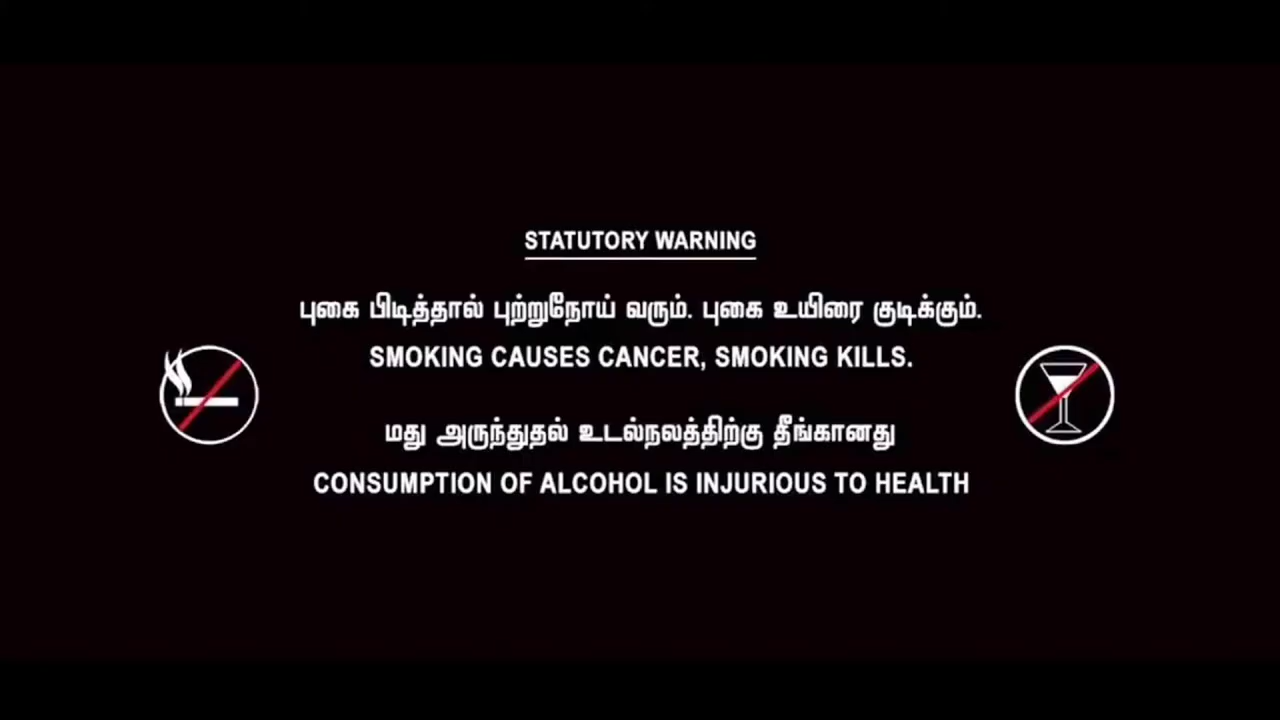 STATUTORY WARNING
புகை பிடித்தால் புற்றுநோய் வரும். புகை உயிரை குடிக்கும்.
SMOKING CAUSES CANCER, SMOKING KILLS.
மது அருந்துதல் உடல்நலத்திற்கு தீங்கானது
CONSUMPTION OF ALCOHOL IS INJURIOUS TO HEALTH